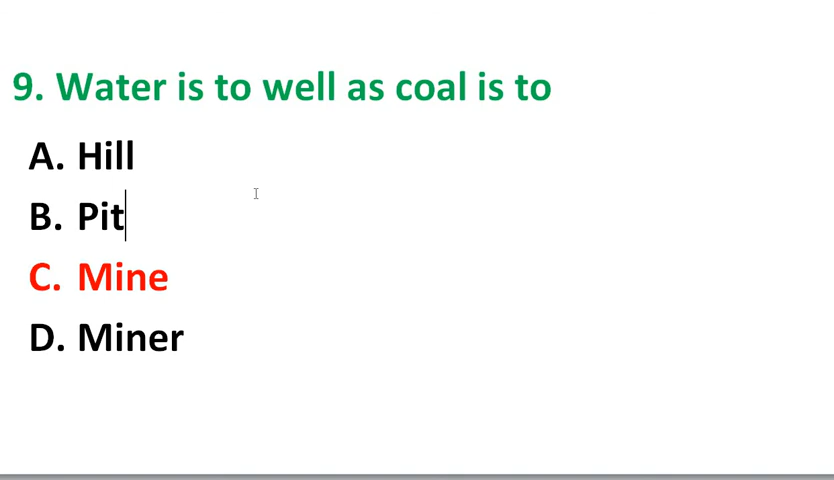 9. Water is to well as coal is to
A. Hill
B. Pit
C. Mine
D. Miner